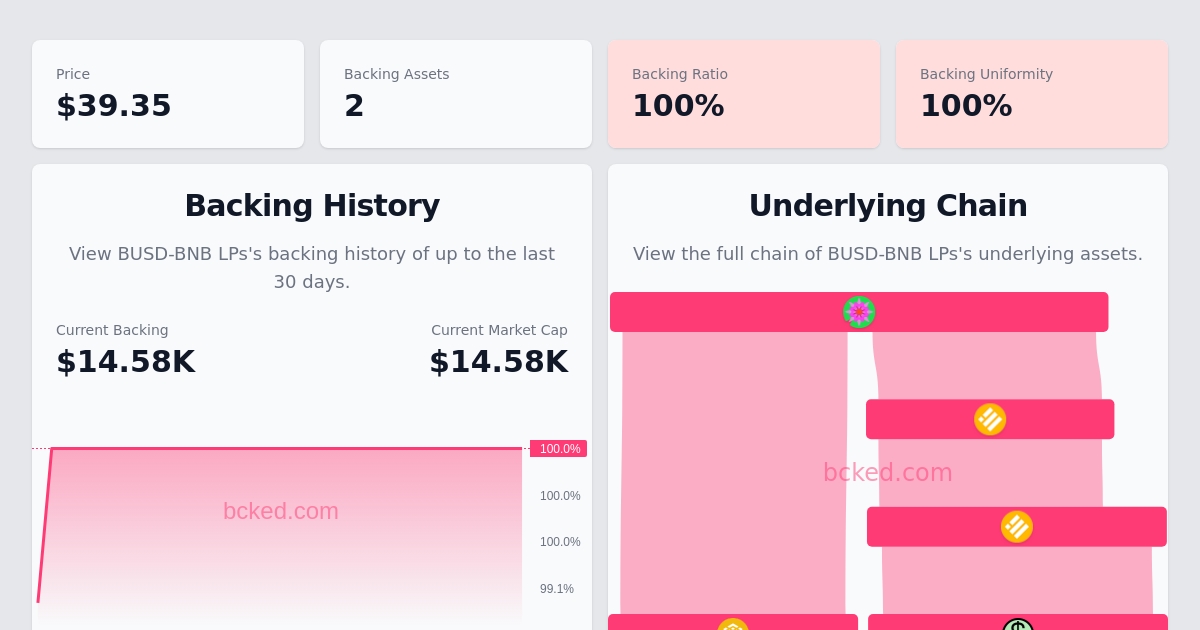 Price
$39.35
Backing Assets
2
Backing Ratio
100%
Backing Uniformity
100%
Backing History
View BUSD-BNB LPs's backing history of up to the last
30 days.
Current Backing
$14.58K
Current Market Cap
$14.58K
100.0%
100.0%
100.0%
99.1%
bcked.com
Underlying Chain
View the full chain of BUSD-BNB LPs's underlying assets.
bcked.com